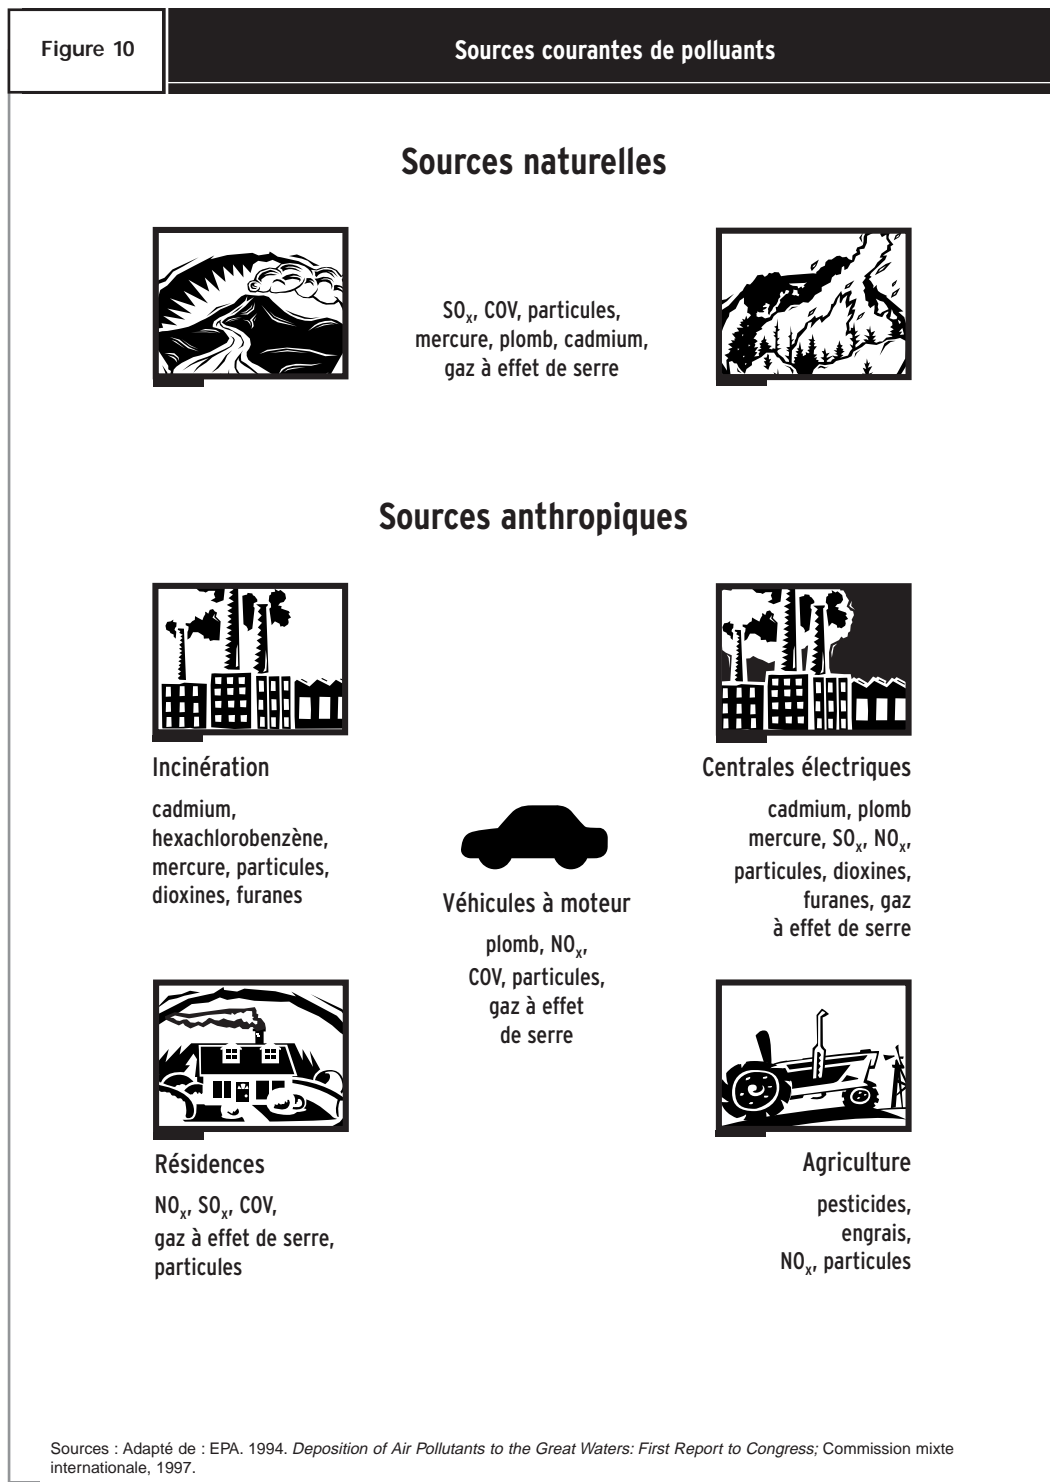 Figure 10
Sources courantes de polluants
Sources naturelles
SOx, COV, particules,
mercure, plomb, cadmium,
gaz à effet de serre
Sources anthropiques
Incinération
cadmium,
hexachlorobenzène,
mercure, particules,
dioxines, furanes
Centrales électriques
cadmium, plomb
mercure, SOx, NOx,
particules, dioxines,
furanes, gaz
à effet de serre
Véhicules à moteur
plomb, NOx,
COV, particules,
gaz à effet
de serre
Résidences
NOx, SOx, COV,
gaz à effet de serre,
particules
Agriculture
pesticides,
engrais,
NOx, particules
Sources : Adapté de : EPA. 1994. Deposition of Air Pollutants to the Great Waters: First Report to Congress; Commission mixte
internationale, 1997.